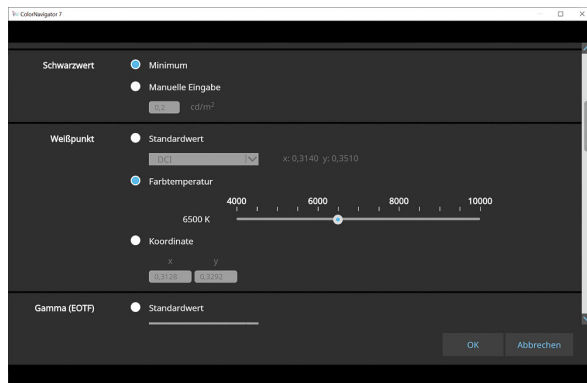 ColorNavigator 7
Schwarzwert
Minimum
Manuelle Eingabe
0,2 cd/m²
Weißpunkt
Standardwert
DCI x: 0,3140 y: 0,3510
Farbtemperatur
4000 6000 8000 10000
6500 K
Koordinate
x y
0,3128 0,3292
Gamma (EOTF)
Standardwert
OK Abbrechen